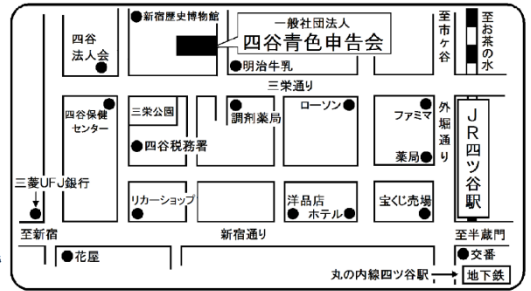 新宿歴史博物館
一般社団法人
四谷青色申告会
至市ヶ谷
至お茶の水
四谷
法人会
明治牛乳
三栄通り
四谷保健
センター
三栄公園
調剤薬局
ローソン
ファミマ
外堀通り
JR四ツ谷駅
四谷税務署
薬局
三菱UFJ銀行
リカーショップ
洋品店
ホテル
宝くじ売場
至新宿
新宿通り
至半蔵門
花屋
交番
丸の内線四ツ谷駅
地下鉄